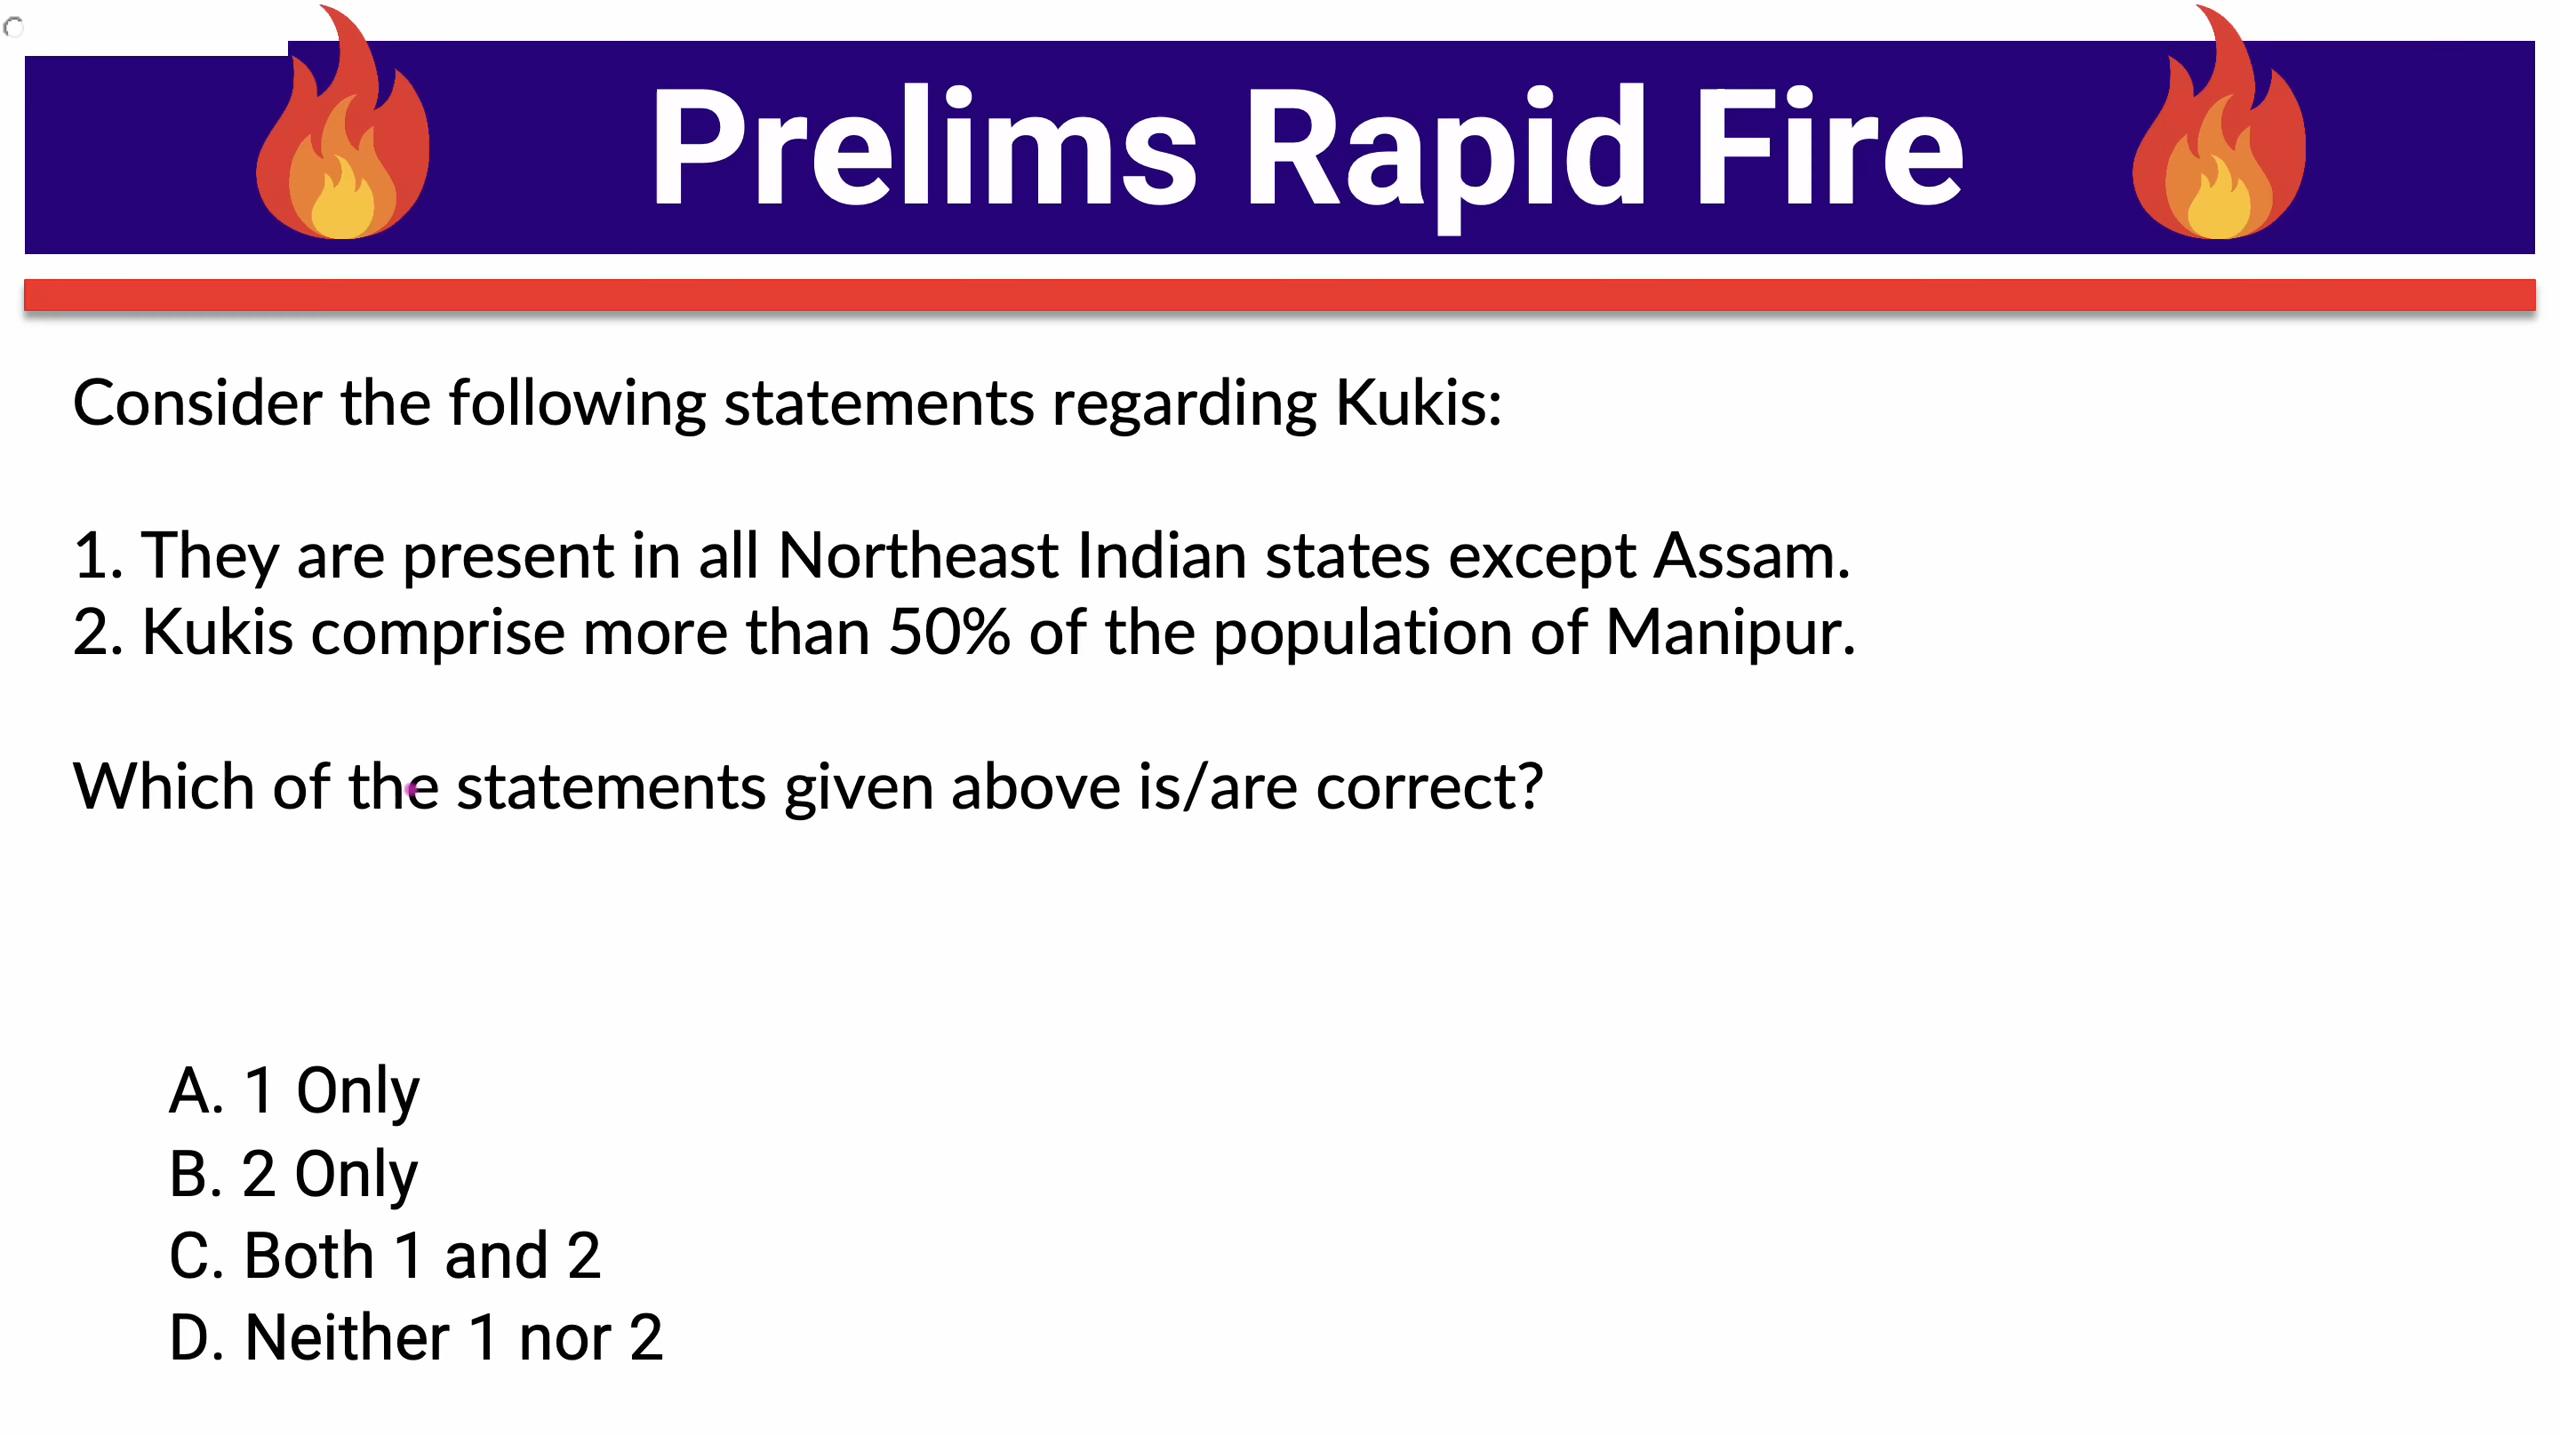 Prelims Rapid Fire
Consider the following statements regarding Kukis:
1. They are present in all Northeast Indian states except Assam.
2. Kukis comprise more than 50% of the population of Manipur.
Which of the statements given above is/are correct?
A. 1 Only
B. 2 Only
C. Both 1 and 2
D. Neither 1 nor 2